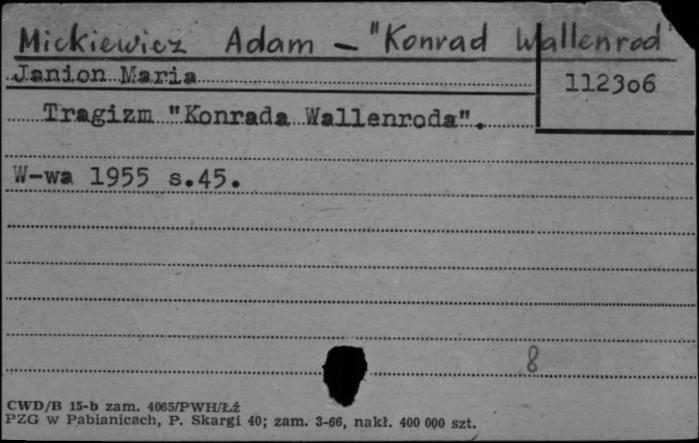 Mickiewicz Adam - "Konrad Wallenrod"
Janion Maria
1123o6
Tragizm "Konrada Wallenroda".
W-wa 1955 s.45.
8
CWD/B 15-b zam. 4065/PWH/Łź
PZG w Pabianicach, P. Skargi 40; zam. 3-66, nakł. 400 000 szt.